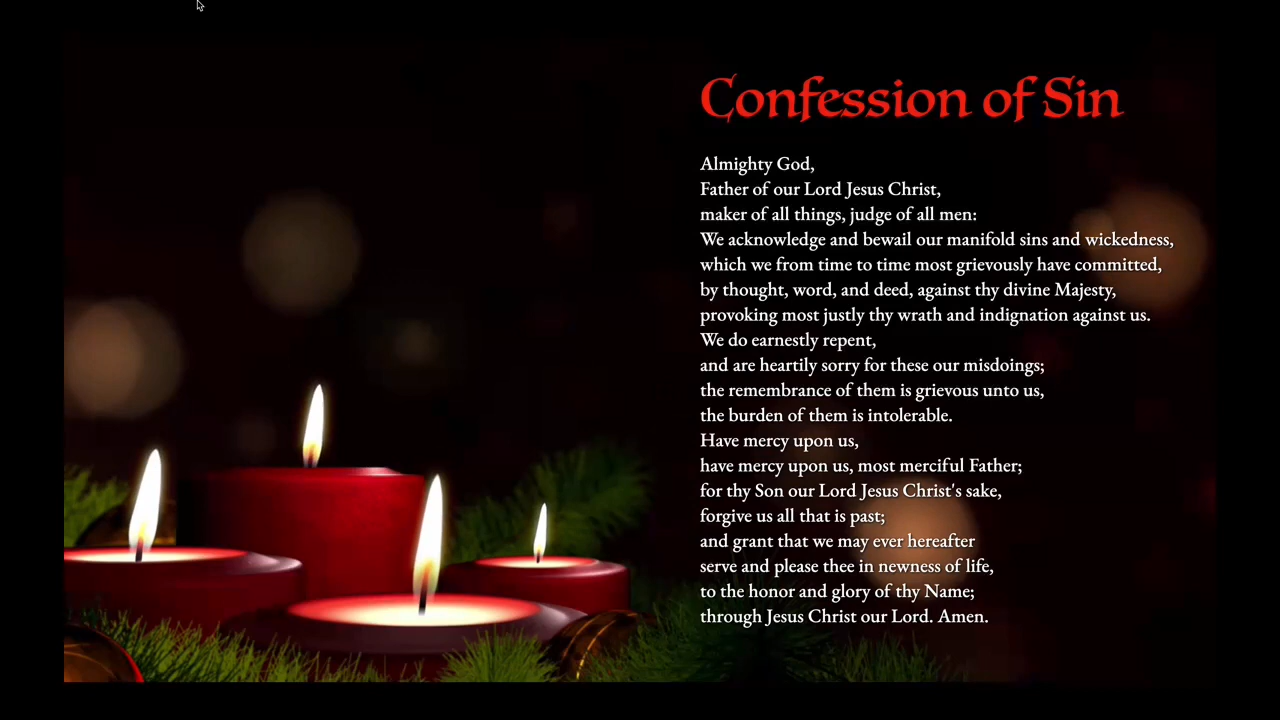 Confession of Sin
Almighty God,
Father of our Lord Jesus Christ,
maker of all things, judge of all men:
We acknowledge and bewail our manifold sins and wickedness,
which we from time to time most grievously have committed,
by thought, word, and deed, against thy divine Majesty,
provoking most justly thy wrath and indignation against us.
We do earnestly repent,
and are heartily sorry for these our misdoings;
the remembrance of them is grievous unto us,
the burden of them is intolerable.
Have mercy upon us,
have mercy upon us, most merciful Father;
for thy Son our Lord Jesus Christ's sake,
forgive us all that is past;
and grant that we may ever hereafter
serve and please thee in newness of life,
to the honor and glory of thy Name;
through Jesus Christ our Lord. Amen.